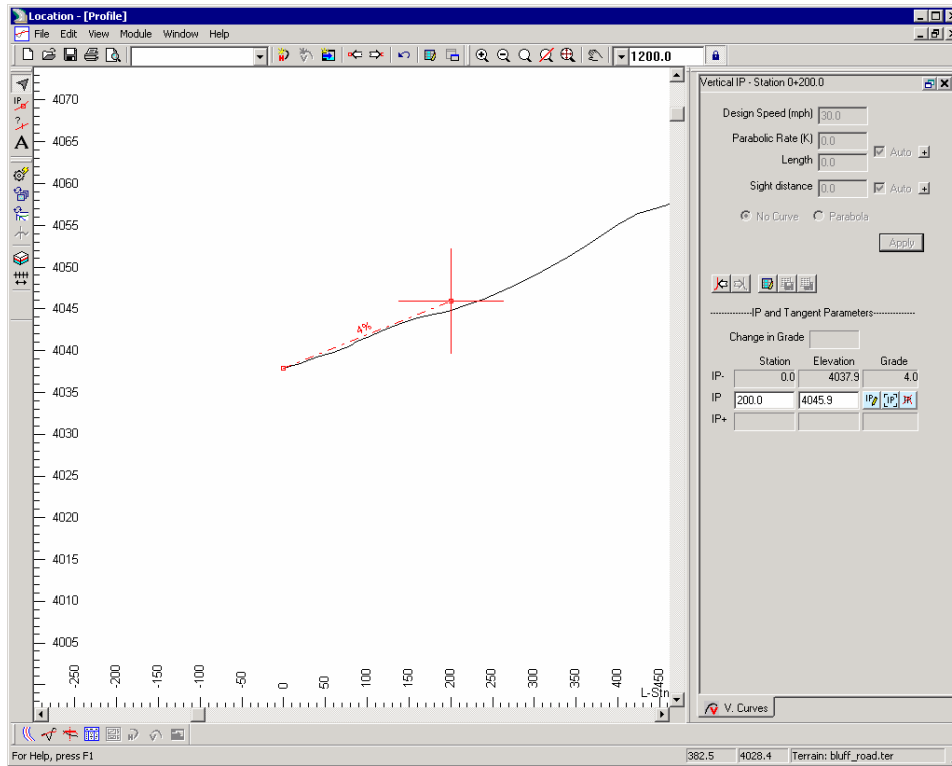 Location - [Profile]
File Edit View Module Window Help
1200.0
Vertical IP - Station 0+200.0
Design Speed (mph) 30.0
Parabolic Rate (K) 0.0
Auto +
Length 0.0
Sight distance 0.0 Auto +
No Curve Parabola
Apply
IP and Tangent Parameters
Change in Grade
Station Elevation Grade
IP- 0.0 4037.9 4.0
IP 200.0 4045.9
IP+
V. Curves
IP
?
A
4070
4065
4060
4055
4050
4045
4040
4035
4030
4025
4020
4015
4010
4005
4%
-250 -200 -150 -100 -50 0 50 100 150 200 250 300 350 400 450
L-Stn
For Help, press F1
382.5 4028.4 Terrain: bluff_road.ter